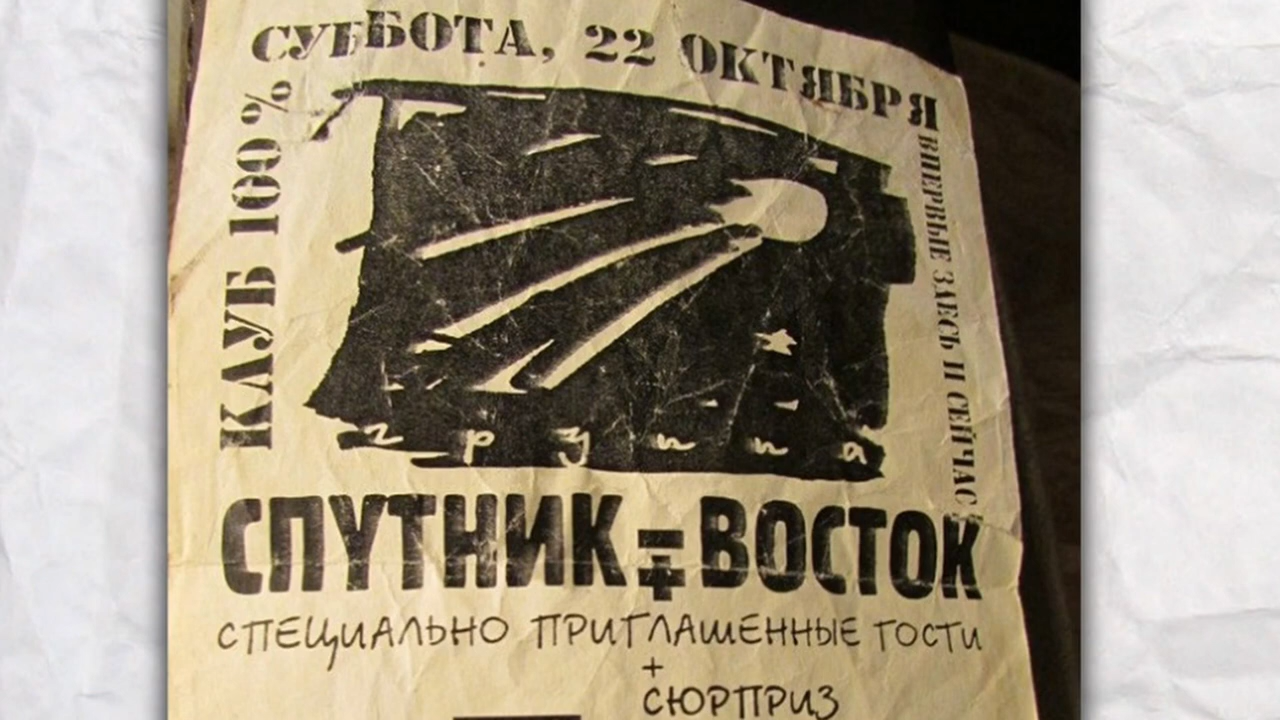 СУББОТА, 22 ОКТЯБРЯ
КЛУБ 100%
ВПЕРВЫЕ ЗДЕСЬ И СЕЙЧАС
группа
СПУТНИК ∓ ВОСТОК
СПЕЦИАЛЬНО ПРИГЛАШЕННЫЕ ГОСТИ
+
СЮРПРИЗ